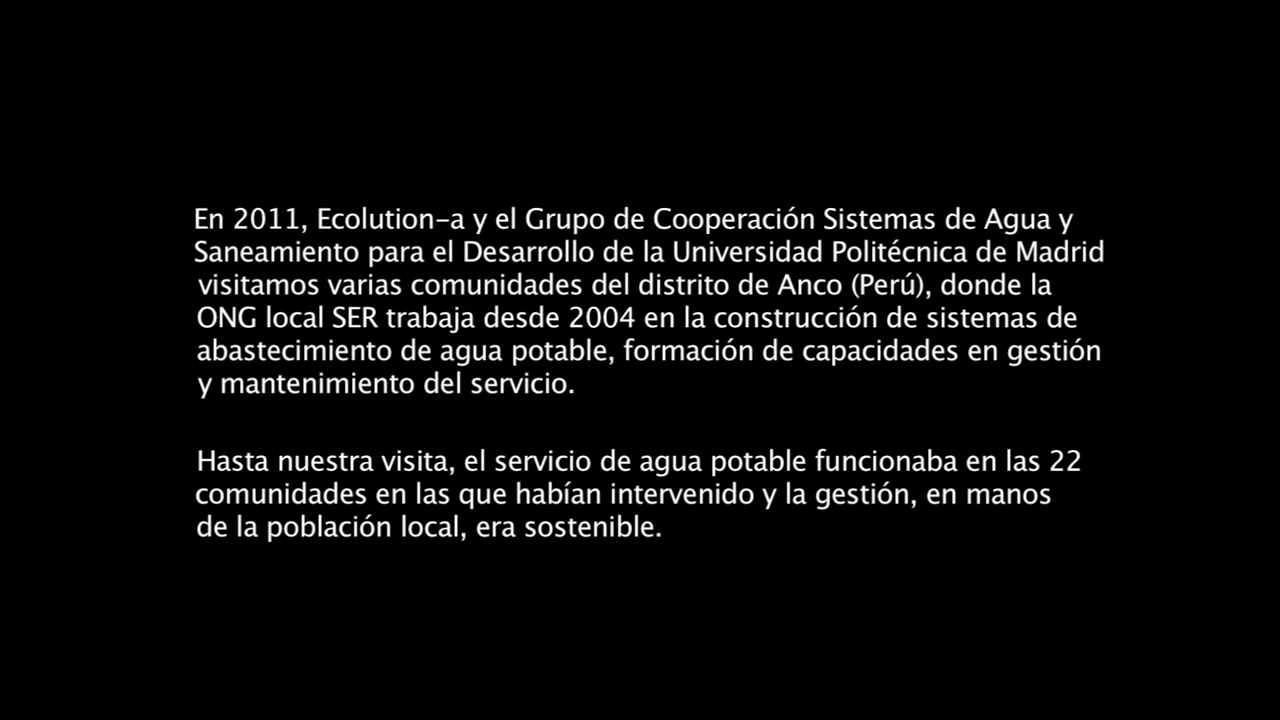 En 2011, Ecolution-a y el Grupo de Cooperación Sistemas de Agua y
Saneamiento para el Desarrollo de la Universidad Politécnica de Madrid
visitamos varias comunidades del distrito de Anco (Perú), donde la
ONG local SER trabaja desde 2004 en la construcción de sistemas de
abastecimiento de agua potable, formación de capacidades en gestión
y mantenimiento del servicio.
Hasta nuestra visita, el servicio de agua potable funcionaba en las 22
comunidades en las que habían intervenido y la gestión, en manos
de la población local, era sostenible.